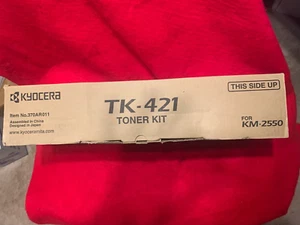 KYOCERA
Item No.370AR011
Assembled in China
Designed in Japan
www.kyoceramita.com
TK-421
TONER KIT
THIS SIDE UP
FOR
KM-2550